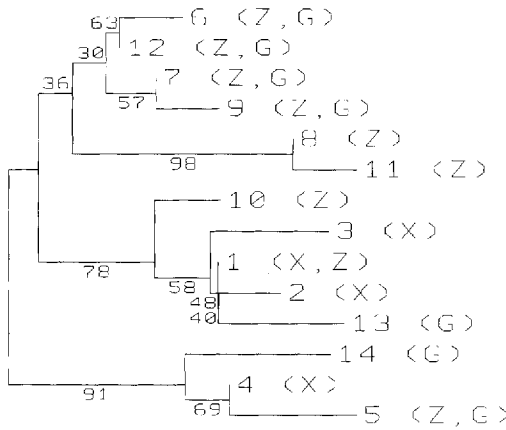 63 6 (Z,G)
12 (Z,G)
30
7 (Z,G)
36
57 9 (Z,G)
8 (Z)
98 11 (Z)
10 (Z)
3 (X)
78
1 (X,Z)
58
2 (X)
48
40 13 (G)
14 (G)
91
4 (X)
69
5 (Z,G)